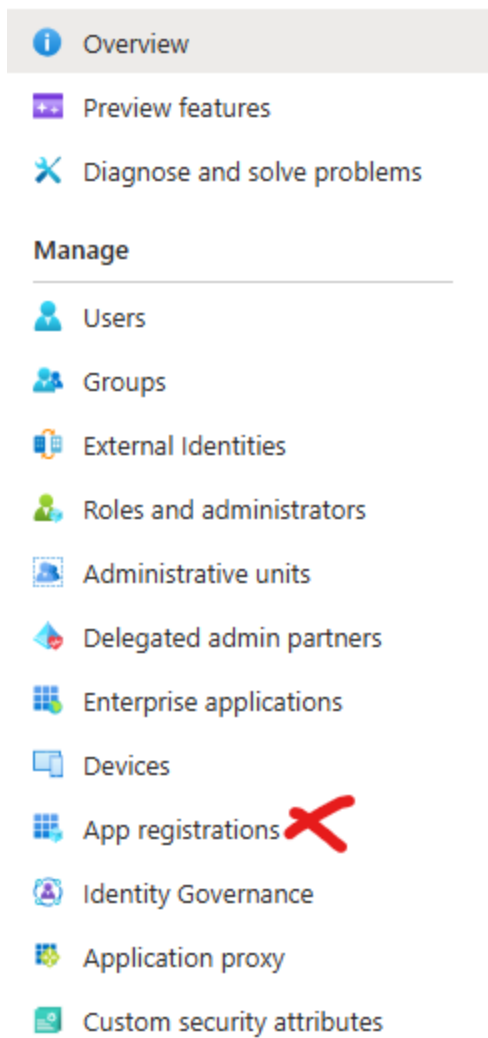 Overview
Preview features
Diagnose and solve problems
Manage
Users
Groups
External Identities
Roles and administrators
Administrative units
Delegated admin partners
Enterprise applications
Devices
App registrations
Identity Governance
Application proxy
Custom security attributes